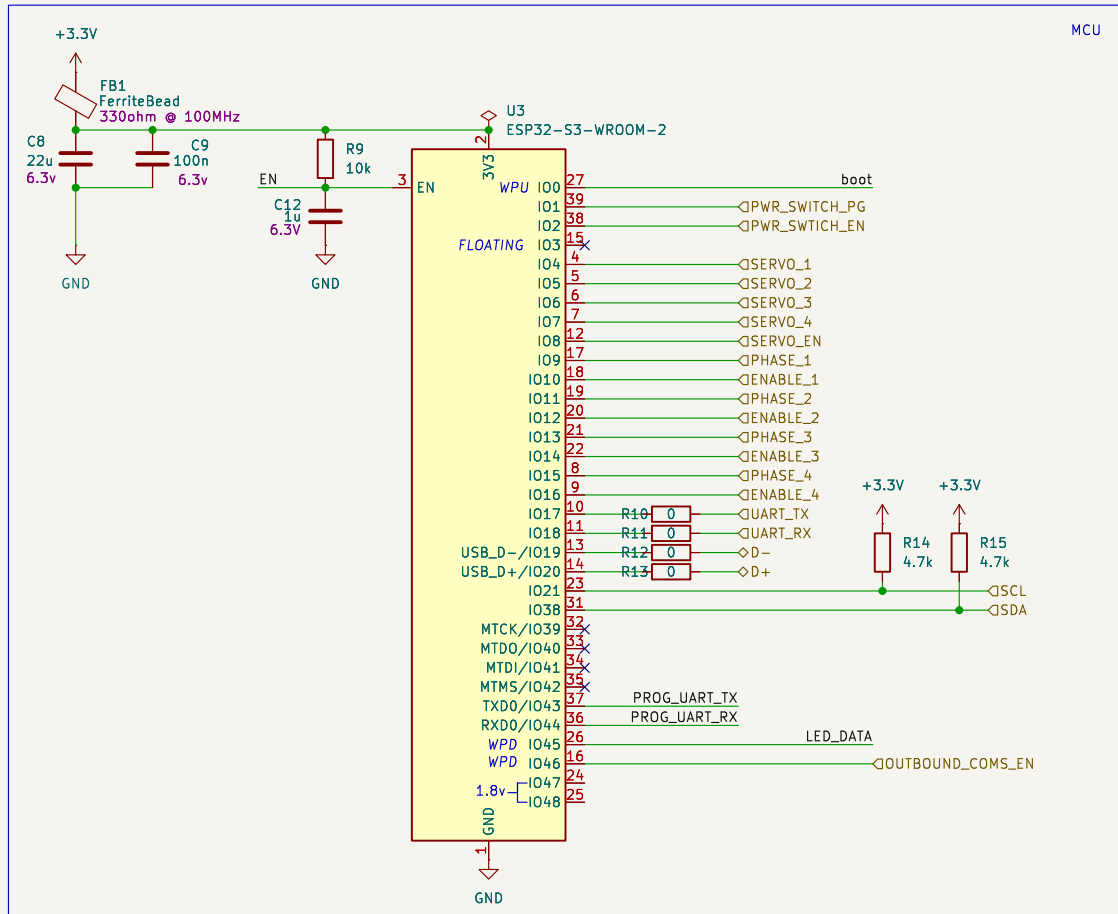 MCU
+3.3V
FB1
FerriteBead
330ohm @ 100MHz
C8
22u
6.3v
C9
100n
6.3v
GND
R9
10k
EN
C12
1u
6.3V
GND
U3
ESP32-S3-WROOM-2
2
3V3
3 EN
WPU IO0 27 boot
IO1 39 PWR_SWITCH_PG
IO2 38 PWR_SWTICH_EN
FLOATING IO3 15
IO4 4 SERVO_1
IO5 5 SERVO_2
IO6 6 SERVO_3
IO7 7 SERVO_4
IO8 12 SERVO_EN
IO9 17 PHASE_1
IO10 18 ENABLE_1
IO11 19 PHASE_2
IO12 20 ENABLE_2
IO13 21 PHASE_3
IO14 22 ENABLE_3
IO15 8 PHASE_4
IO16 9 ENABLE_4
IO17 10 R10 0 UART_TX
IO18 11 R11 0 UART_RX
USB_D-/IO19 13 R12 0 D-
USB_D+/IO20 14 R13 0 D+
IO21 23 SCL
IO38 31 SDA
+3.3V
R14
4.7k
+3.3V
R15
4.7k
MTCK/IO39 32
MTDO/IO40 33
MTDI/IO41 34
MTMS/IO42 35
TXD0/IO43 37 PROG_UART_TX
RXD0/IO44 36 PROG_UART_RX
WPD IO45 26 LED_DATA
WPD IO46 16 OUTBOUND_COMS_EN
1.8v
IO47 24
IO48 25
GND
1
GND